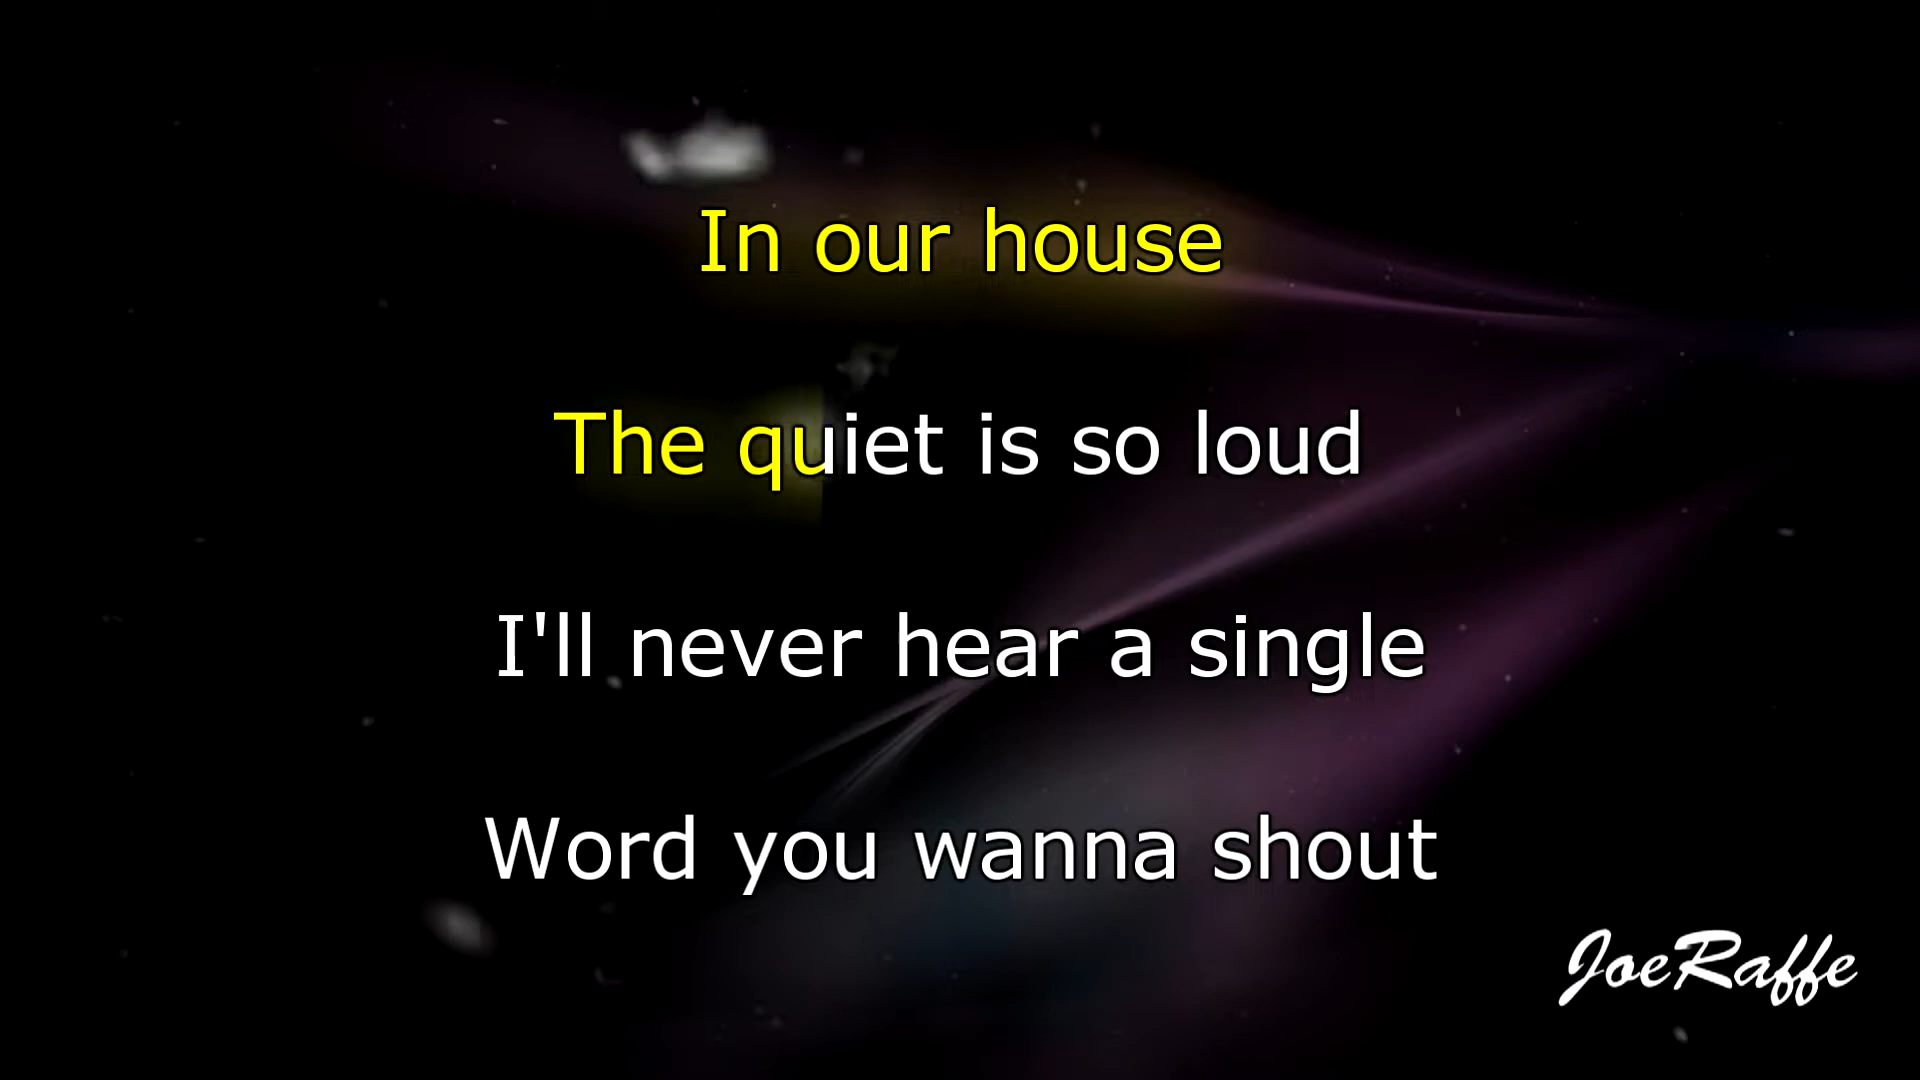 In our house
The quiet is so loud
I'll never hear a single
Word you wanna shout
JoeRaffe